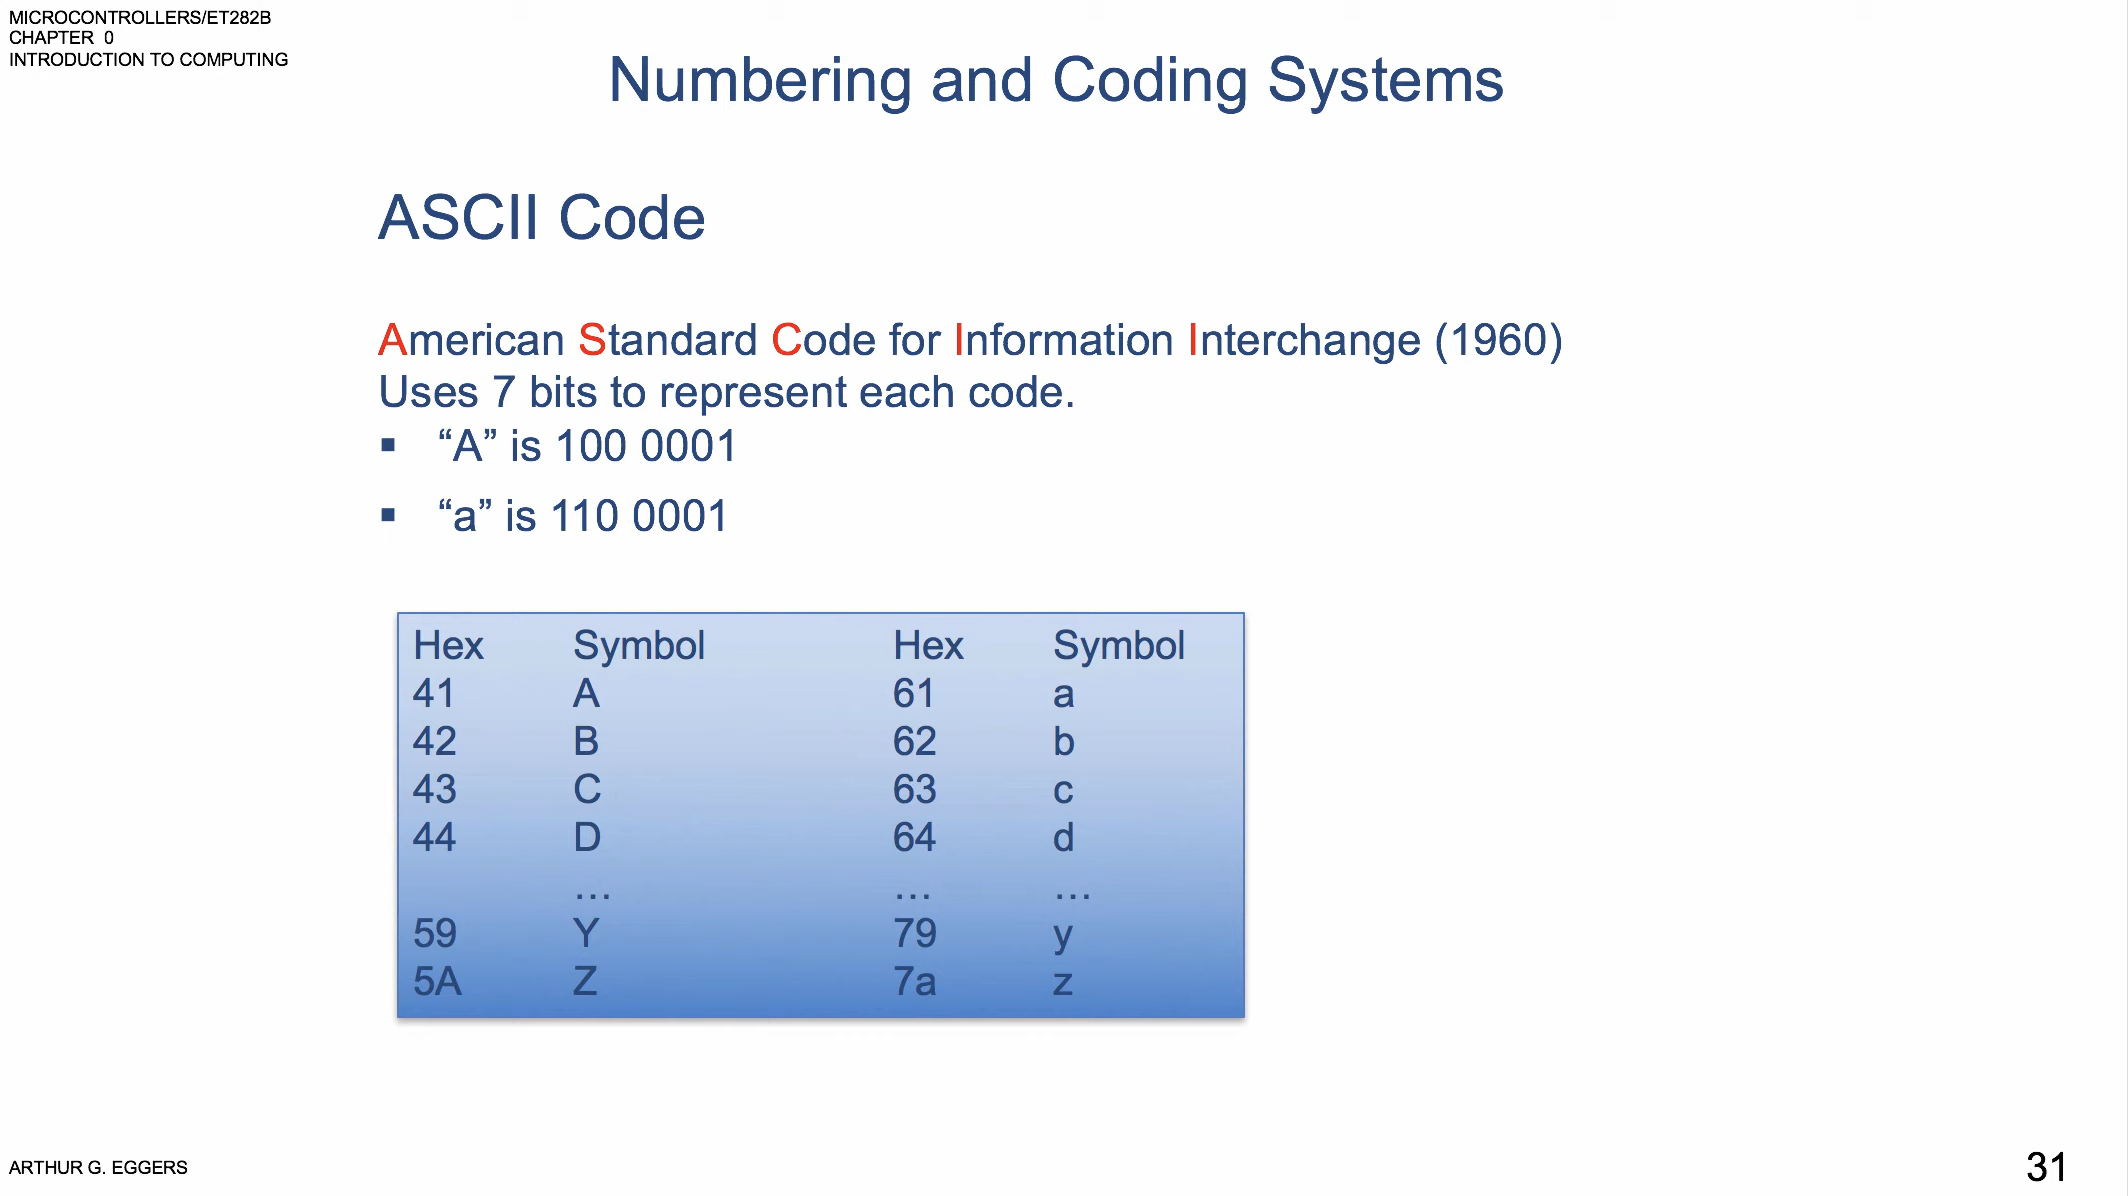 MICROCONTROLLERS/ET282B
CHAPTER 0
INTRODUCTION TO COMPUTING
Numbering and Coding Systems
ASCII Code
American Standard Code for Information Interchange (1960)
Uses 7 bits to represent each code.
▪ “A” is 100 0001
▪ “a” is 110 0001
Hex Symbol Hex Symbol
41 A 61 a
42 B 62 b
43 C 63 c
44 D 64 d
… … …
59 Y 79 y
5A Z 7a z
ARTHUR G. EGGERS
31